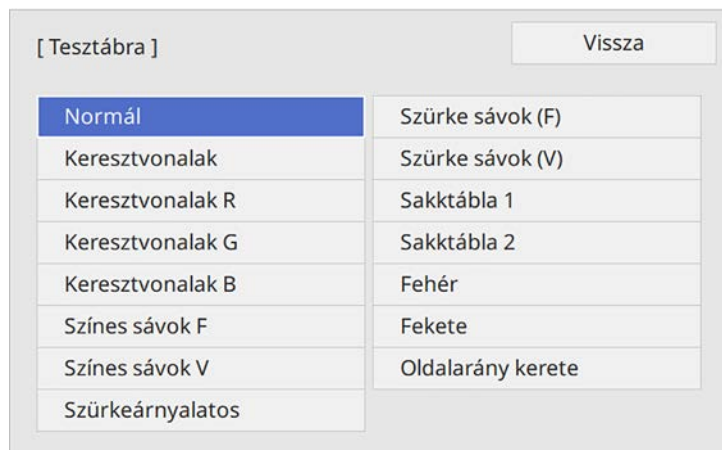 [ Tesztábra ]
Vissza
Normál
Keresztvonalak
Keresztvonalak R
Keresztvonalak G
Keresztvonalak B
Színes sávok F
Színes sávok V
Szürkeárnyalatos
Szürke sávok (F)
Szürke sávok (V)
Sakktábla 1
Sakktábla 2
Fehér
Fekete
Oldalarány kerete